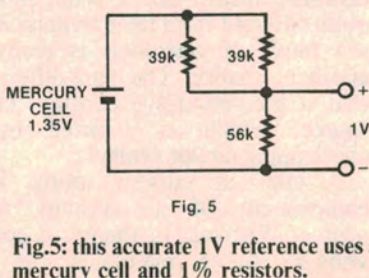 39k
39k
MERCURY
CELL
1.35V
+
1V
56k
−
Fig. 5
Fig.5: this accurate 1V reference uses a
mercury cell and 1% resistors.